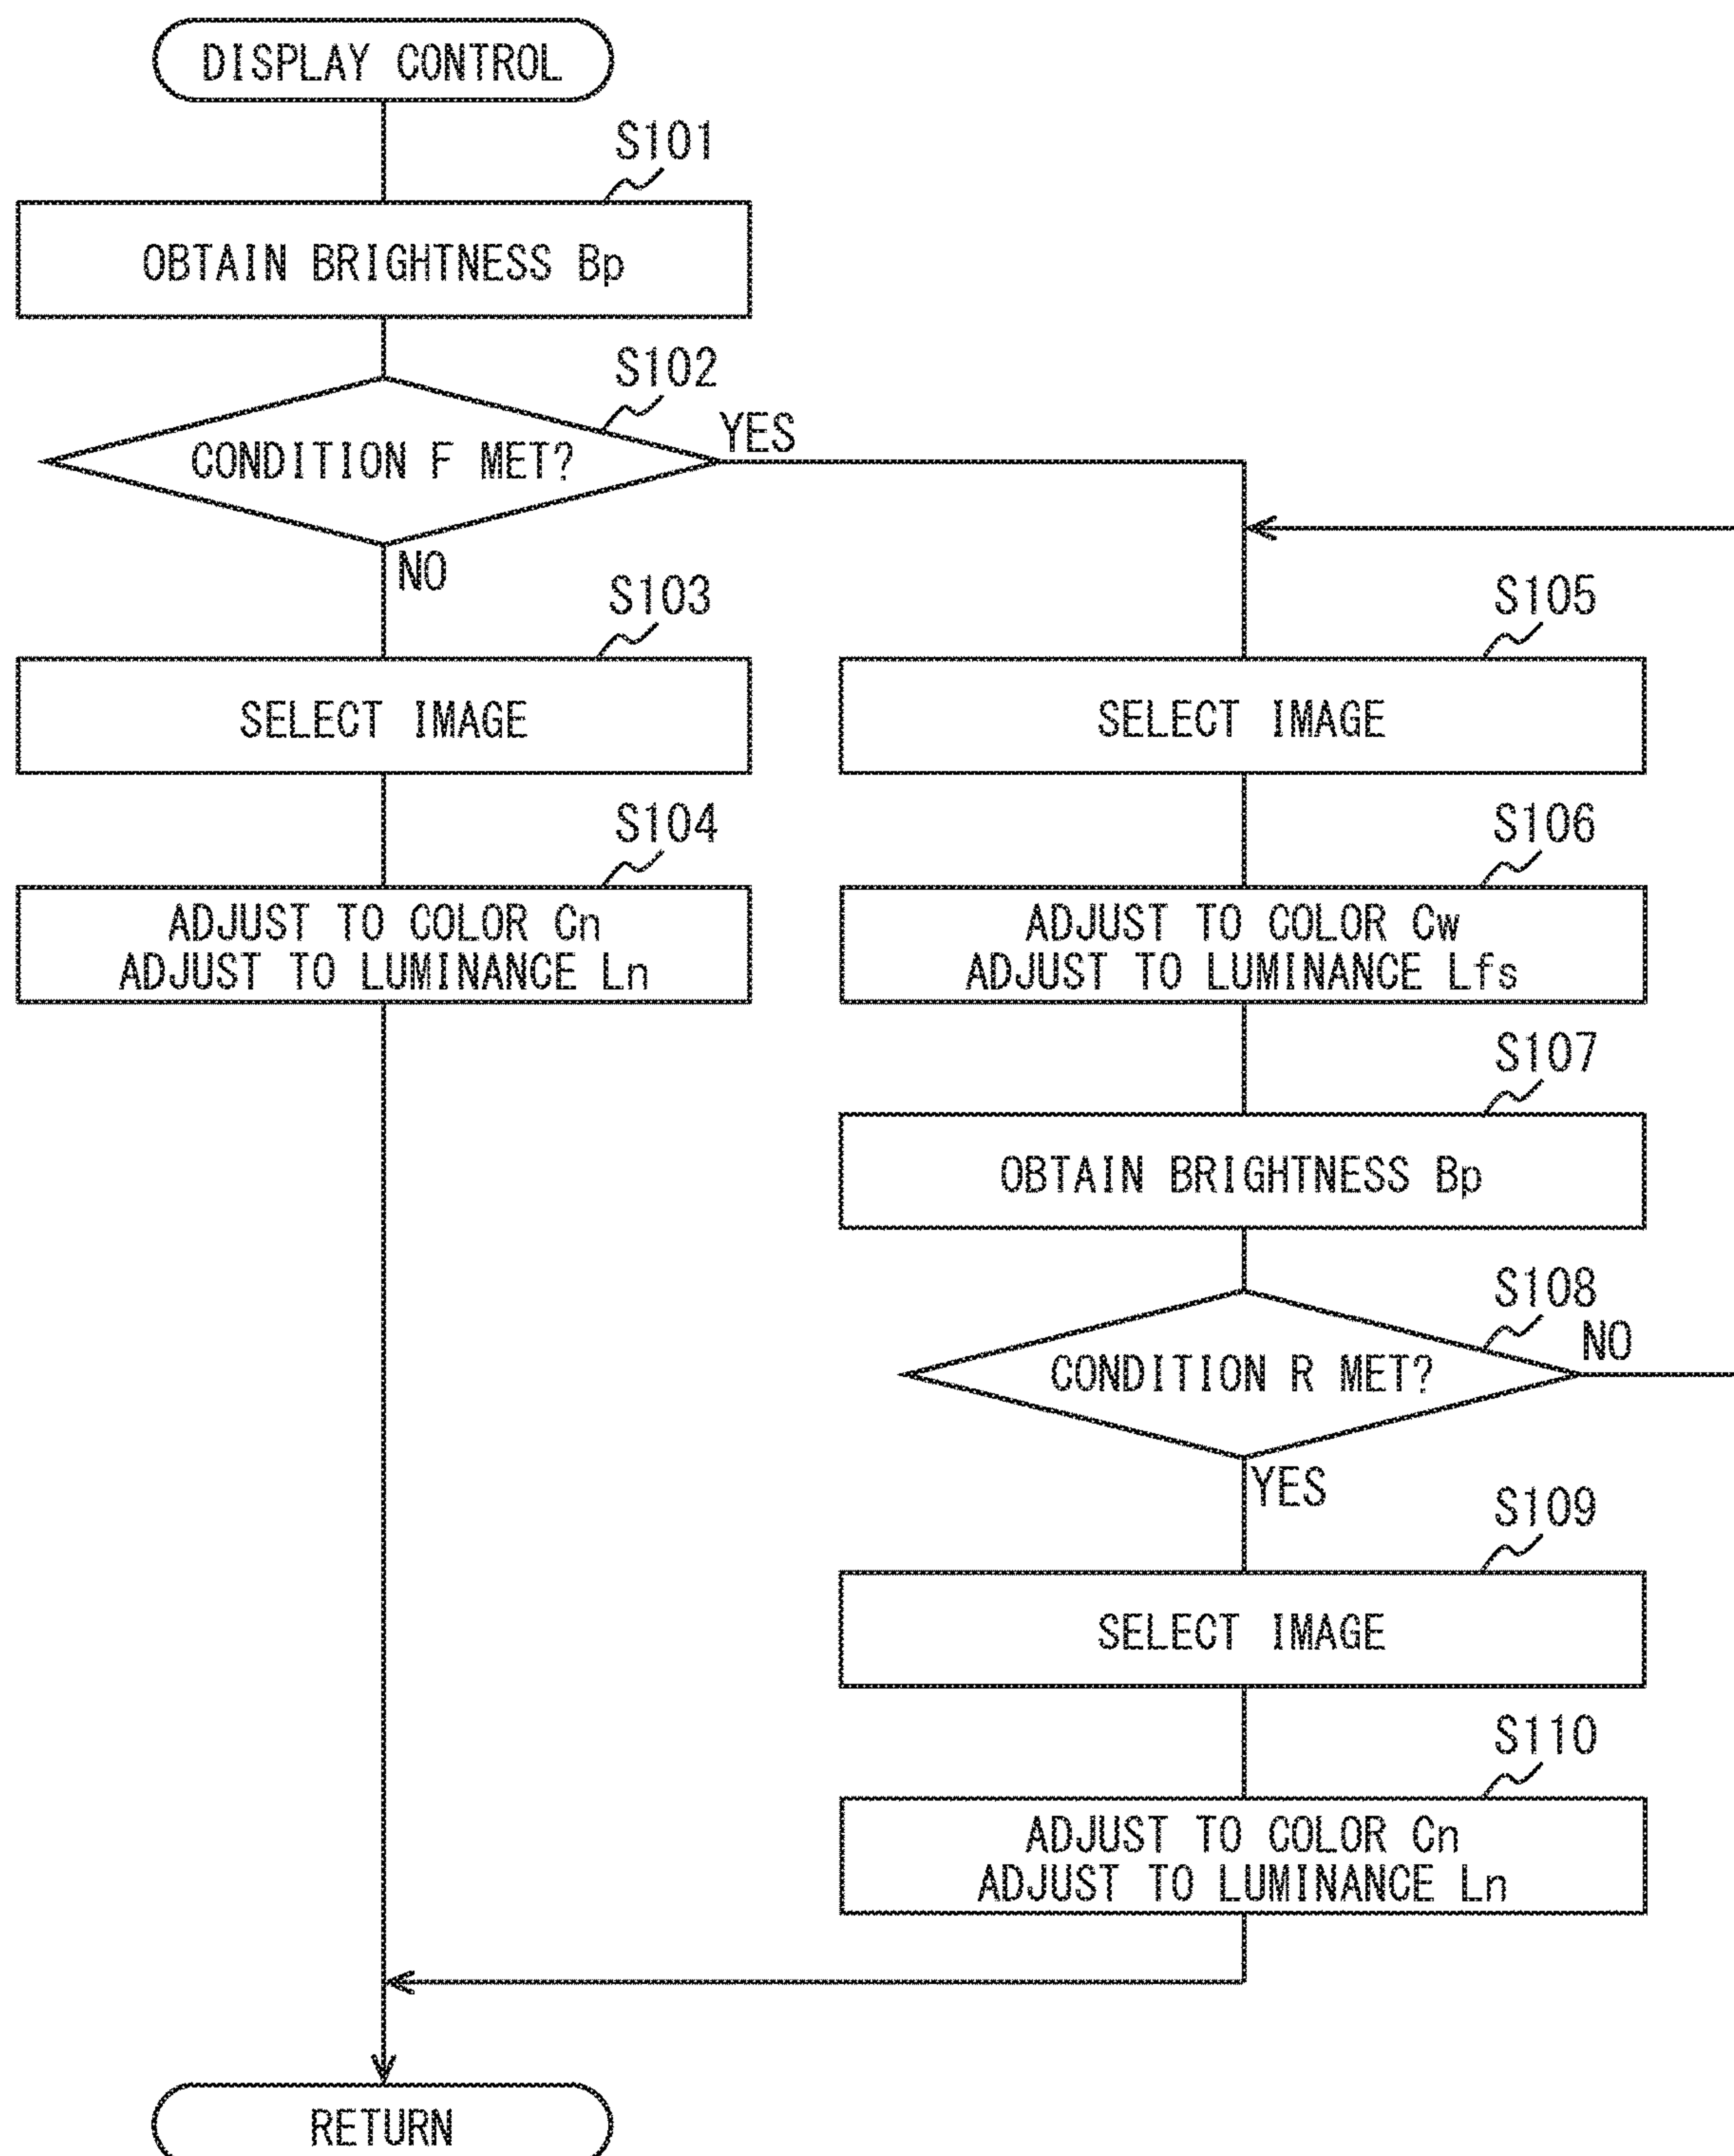 DISPLAY CONTROL
S101
OBTAIN BRIGHTNESS Bp
S102
CONDITION F MET?
YES
NO
S103
SELECT IMAGE
S104
ADJUST TO COLOR Cn
ADJUST TO LUMINANCE Ln
S105
SELECT IMAGE
S106
ADJUST TO COLOR Cw
ADJUST TO LUMINANCE Lfs
S107
OBTAIN BRIGHTNESS Bp
S108
CONDITION R MET?
NO
YES
S109
SELECT IMAGE
S110
ADJUST TO COLOR Cn
ADJUST TO LUMINANCE Ln
RETURN